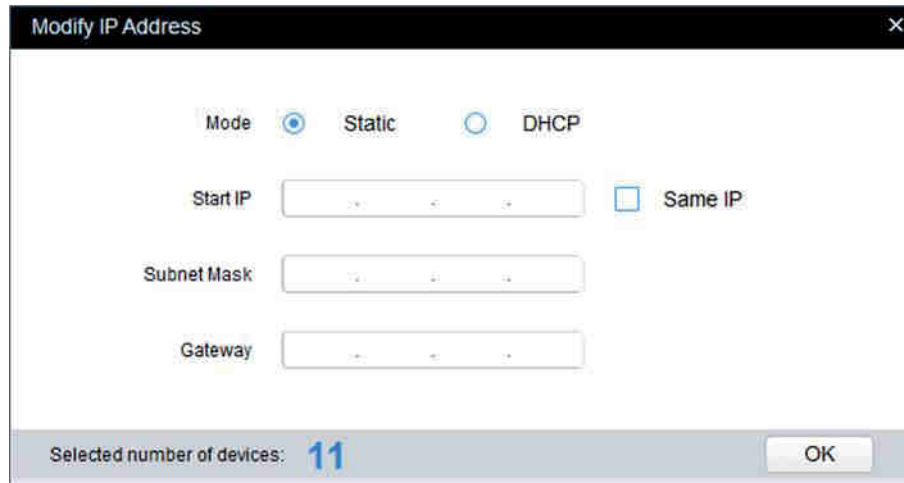 Modify IP Address
Mode Static DHCP
Start IP . . . Same IP
Subnet Mask . . .
Gateway . . .
Selected number of devices: 11 OK